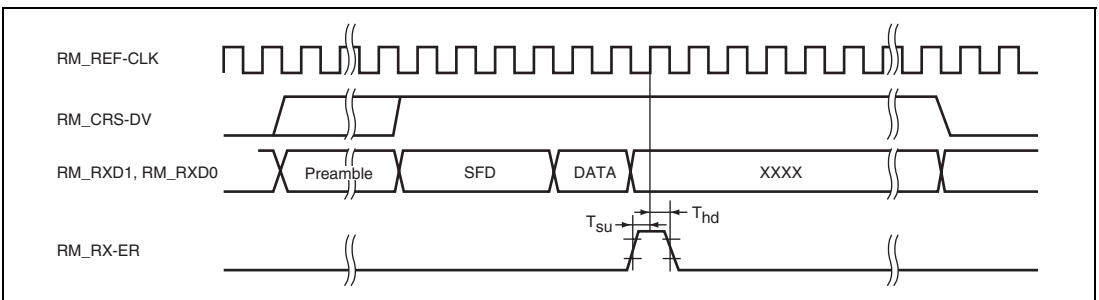 RM_REF-CLK
RM_CRS-DV
RM_RXD1, RM_RXD0 Preamble SFD DATA XXXX
Tsu Thd
RM_RX-ER